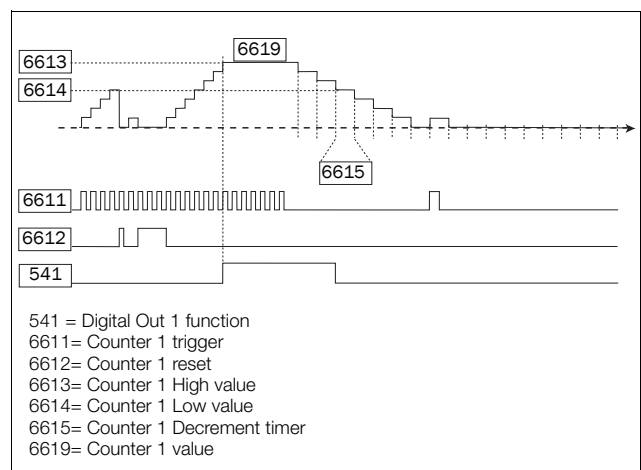 6613
6619
6614
6615
6611
6612
541
541 = Digital Out 1 function
6611= Counter 1 trigger
6612= Counter 1 reset
6613= Counter 1 High value
6614= Counter 1 Low value
6615= Counter 1 Decrement timer
6619= Counter 1 value